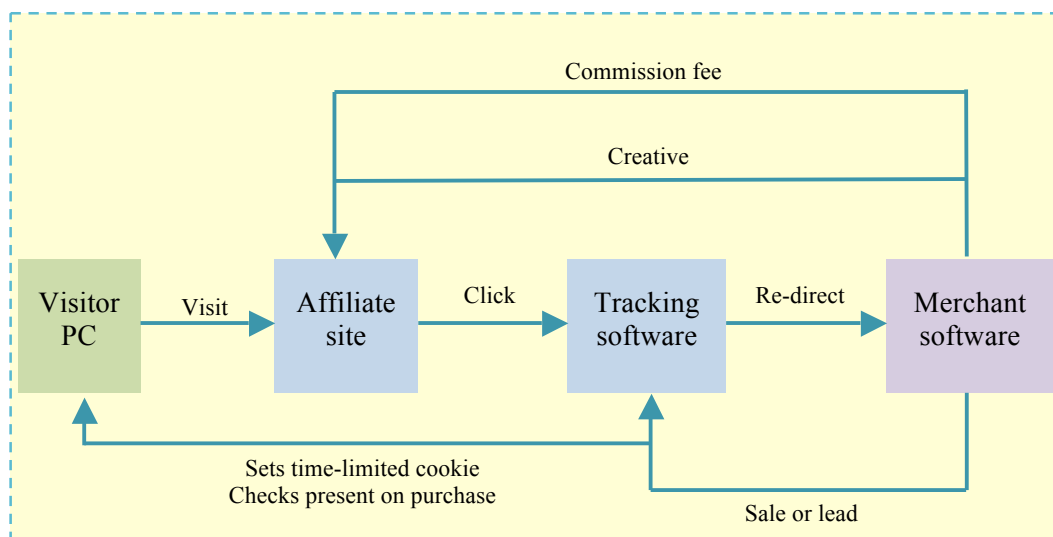 Commission fee
Creative
Visitor
PC
Visit
Affiliate
site
Click
Tracking
software
Re-direct
Merchant
software
Sets time-limited cookie
Checks present on purchase
Sale or lead